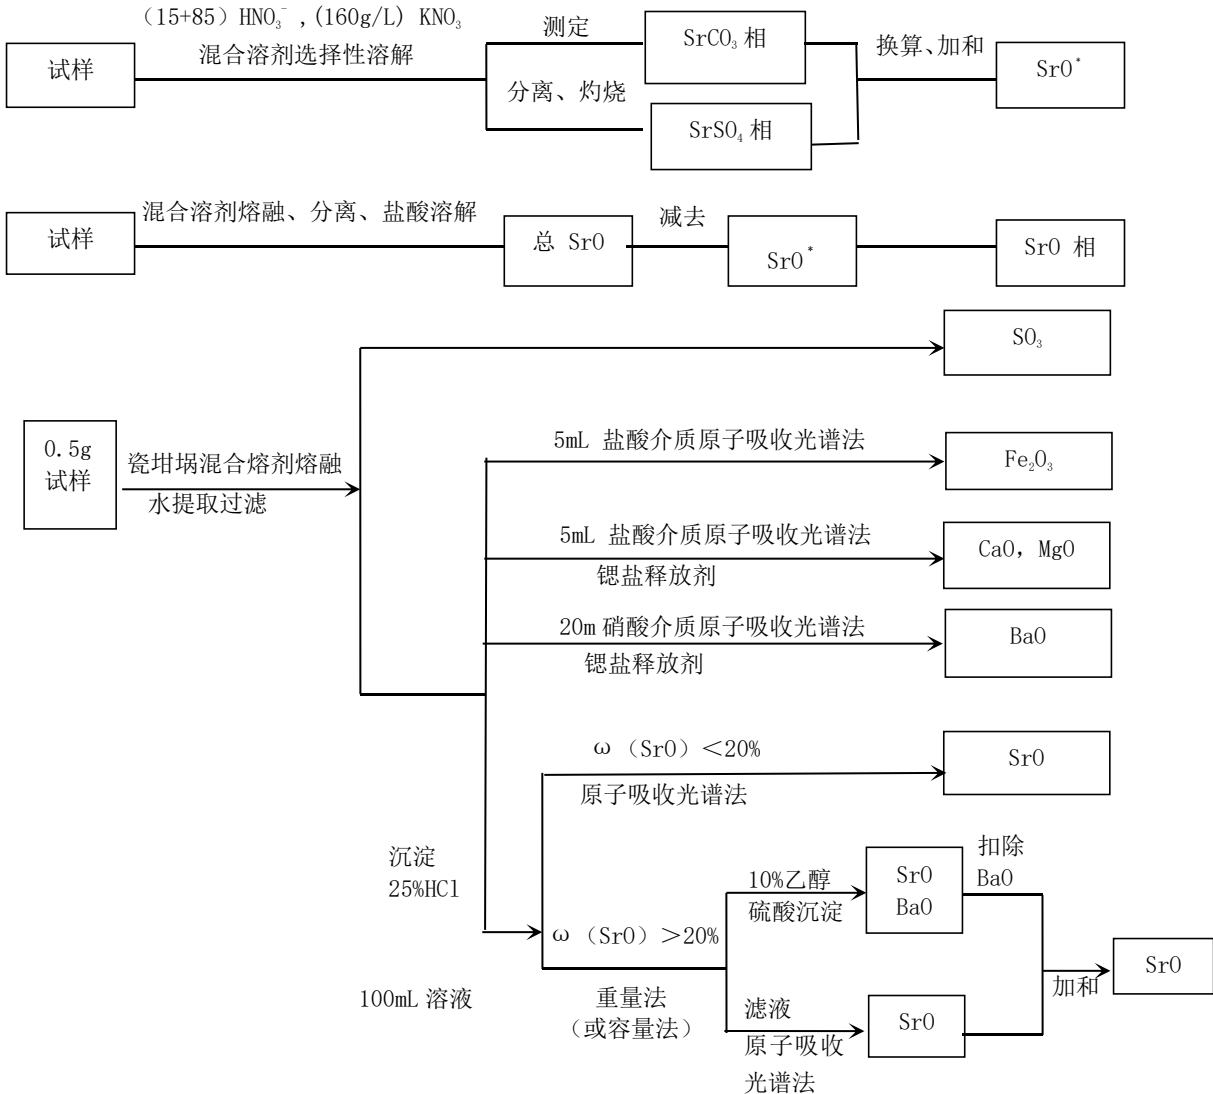 （15+85）HNO₃⁻ ,(160g/L) KNO₃
混合溶剂选择性溶解
试样
测定
分离、灼烧
SrCO₃ 相
SrSO₄ 相
换算、加和
SrO*
试样
混合溶剂熔融、分离、盐酸溶解
总 SrO
减去
SrO*
SrO 相
SO₃
0.5g
试样
瓷坩埚混合熔剂熔融
水提取过滤
5mL 盐酸介质原子吸收光谱法
Fe₂O₃
5mL 盐酸介质原子吸收光谱法
锶盐释放剂
CaO，MgO
20m 硝酸介质原子吸收光谱法
锶盐释放剂
BaO
ω（SrO）＜20%
原子吸收光谱法
SrO
沉淀
25%HCl
100mL 溶液
ω（SrO）＞20%
重量法
（或容量法）
10%乙醇
硫酸沉淀
SrO
BaO
扣除
BaO
滤液
原子吸收
光谱法
SrO
加和
SrO